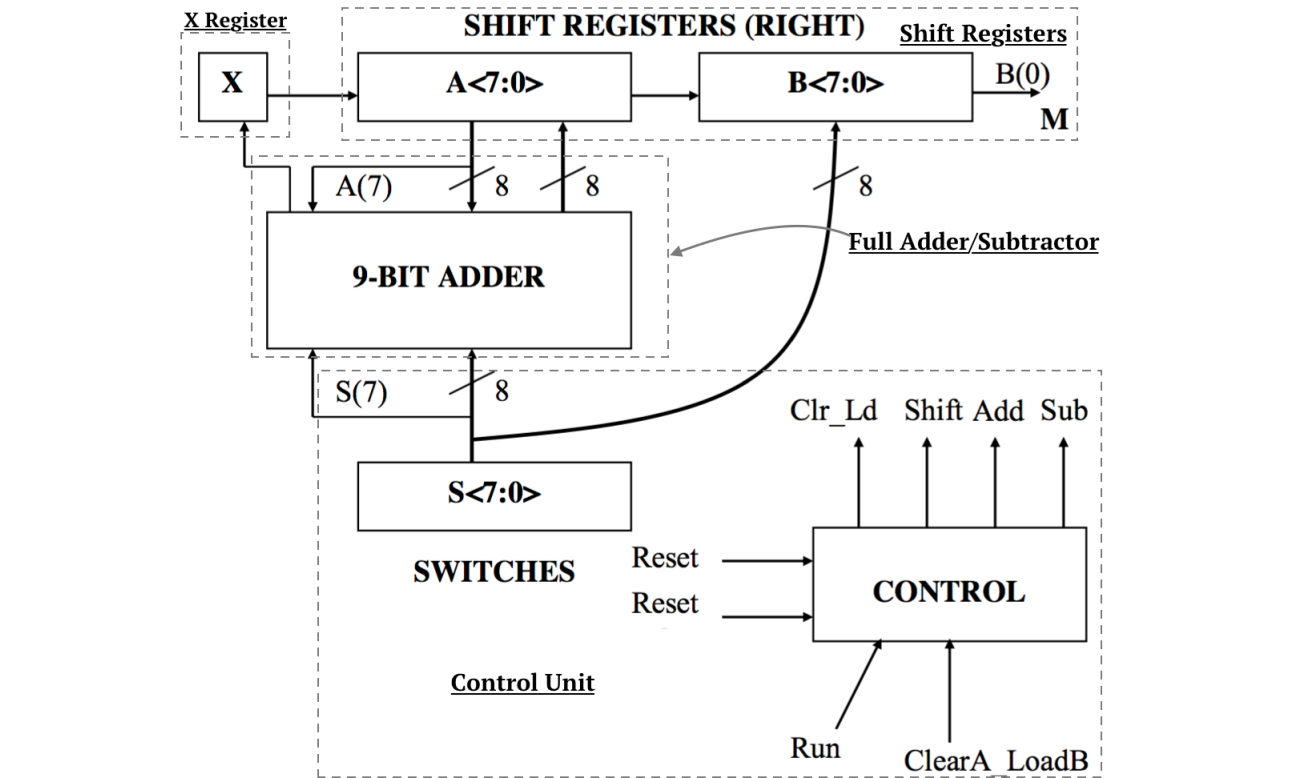 X Register
SHIFT REGISTERS (RIGHT)
Shift Registers
X
A<7:0>
B<7:0>
B(0)
M
A(7)
8
8
8
Full Adder/Subtractor
9-BIT ADDER
S(7)
8
Clr_Ld Shift Add Sub
S<7:0>
SWITCHES
Reset
Reset
CONTROL
Control Unit
Run
ClearA_LoadB